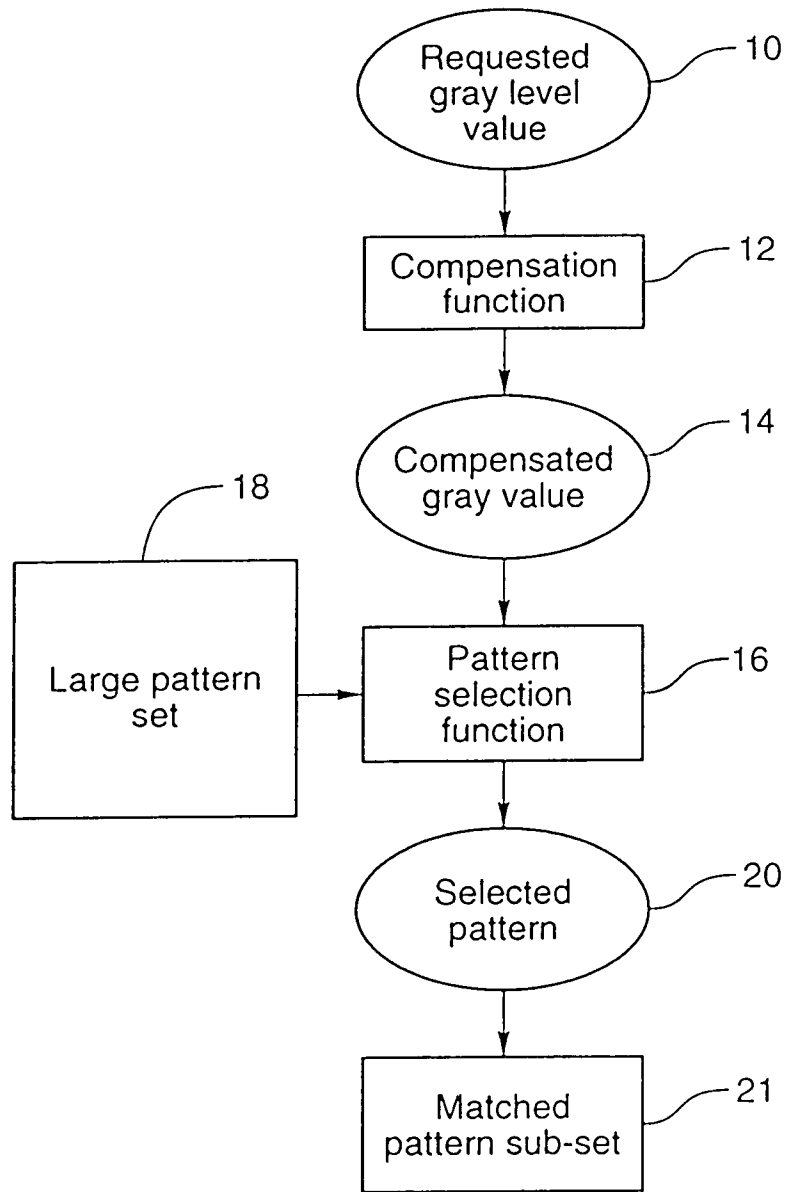 Requested
gray level
value
10
Compensation
function
12
Compensated
gray value
14
18
Large pattern
set
Pattern
selection
function
16
Selected
pattern
20
Matched
pattern sub-set
21